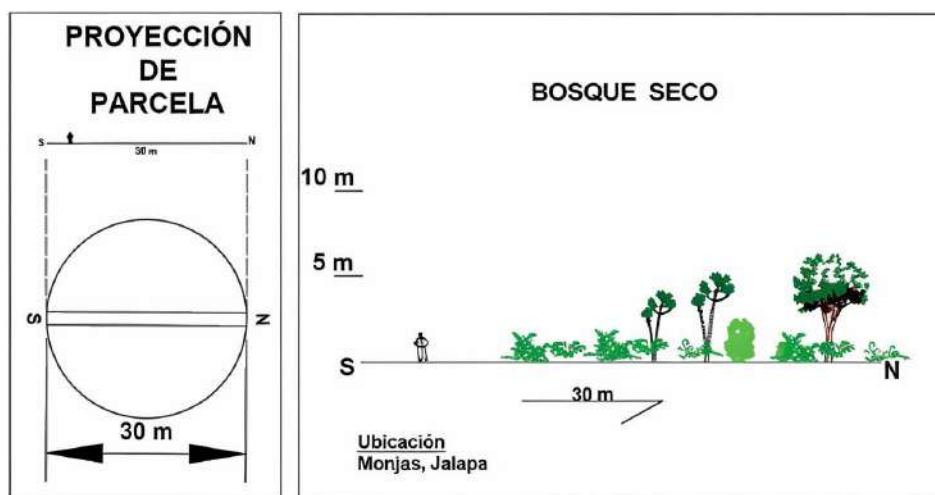 PROYECCIÓN
DE
PARCELA
S N
30 m
S N
30 m
BOSQUE SECO
10 m
5 m
S N
30 m
Ubicación
Monjas, Jalapa